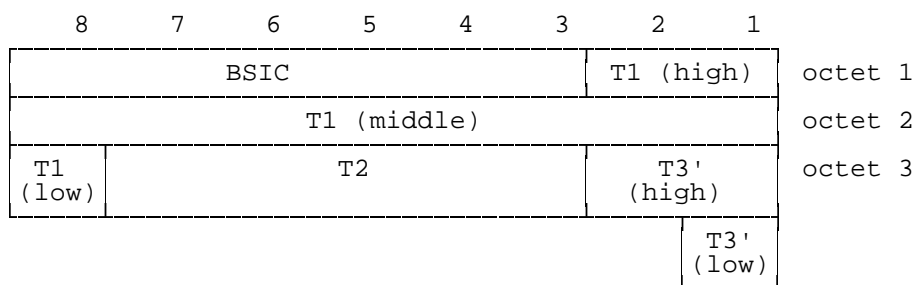 8 7 6 5 4 3 2 1
BSIC T1 (high) octet 1
T1 (middle) octet 2
T1 T2 T3' octet 3
(low) (high)
T3'
(low)